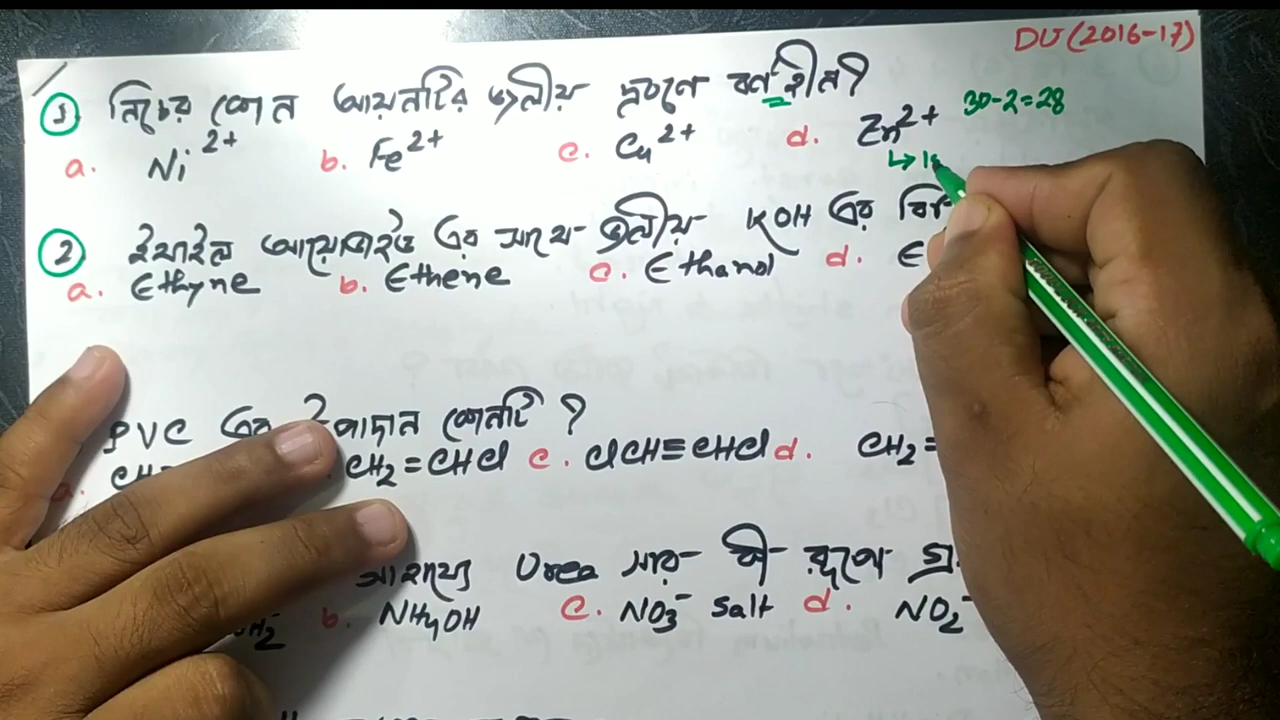 DU (2016-17)
① নিচের কোন আয়নটির জলীয় দ্রবণে বর্ণহীন?
30-2=28
a. Ni2+ b. Fe2+ c. Cu2+ d. Zn2+
② ইথাইল আয়োডাইড এর সাথে জলীয় KOH এর
a. Ethyne b. Ethene c. Ethanol d. E
PVC এর উপাদান কোনটি?
a. CH CH2=CHCl c. ClCH≡CHCl d. CH2=
সাহায্যে Urea সার কী রূপে
b. NH4OH c. NO3- Salt d. NO2-